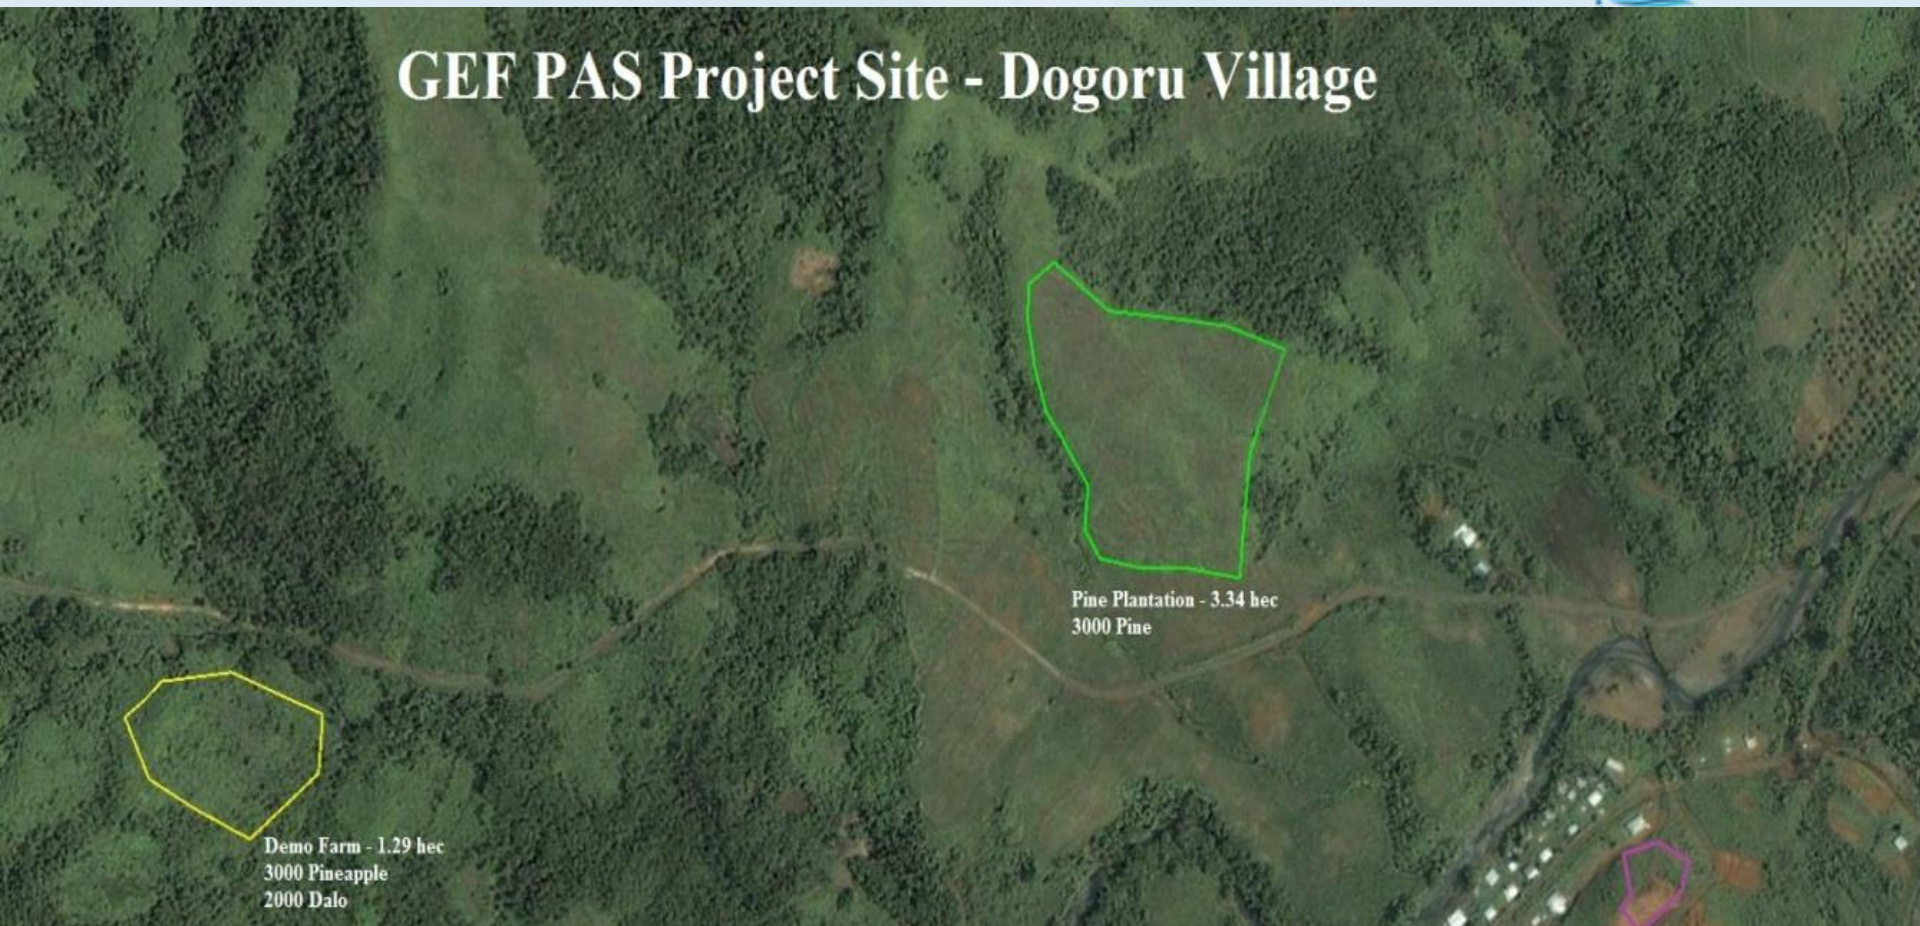 GEF PAS Project Site - Dogoru Village
Pine Plantation - 3.34 hec
3000 Pine
Demo Farm - 1.29 hec
3000 Pineapple
2000 Dalo